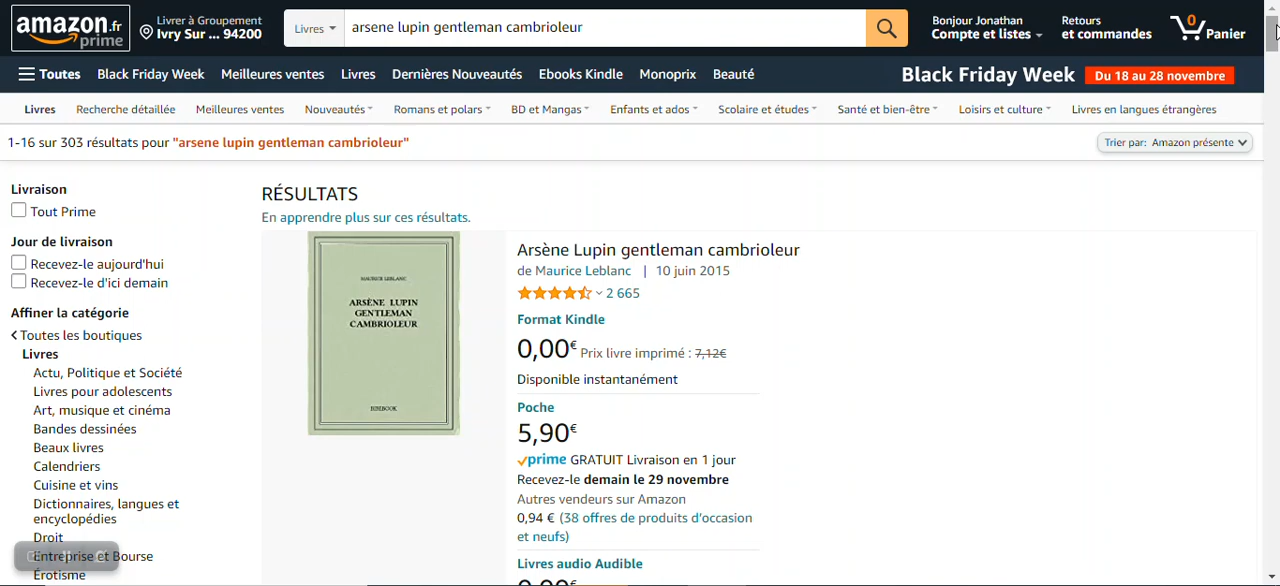 amazon.fr
prime
Livrer à Groupement
Ivry Sur ... 94200
Livres
arsene lupin gentleman cambrioleur
Bonjour Jonathan
Compte et listes
Retours
et commandes
0
Panier
Toutes
Black Friday Week
Meilleures ventes
Livres
Dernières Nouveautés
Ebooks Kindle
Monoprix
Beauté
Black Friday Week
Du 18 au 28 novembre
Livres
Recherche détaillée
Meilleures ventes
Nouveautés
Romans et polars
BD et Mangas
Enfants et ados
Scolaire et études
Santé et bien-être
Loisirs et culture
Livres en langues étrangères
1-16 sur 303 résultats pour "arsene lupin gentleman cambrioleur"
Trier par: Amazon présente
Livraison
Tout Prime
Jour de livraison
Recevez-le aujourd'hui
Recevez-le d'ici demain
Affiner la catégorie
Toutes les boutiques
Livres
Actu, Politique et Société
Livres pour adolescents
Art, musique et cinéma
Bandes dessinées
Beaux livres
Calendriers
Cuisine et vins
Dictionnaires, langues et
encyclopédies
Droit
Entreprise et Bourse
Érotisme
RÉSULTATS
En apprendre plus sur ces résultats.
MAURICE LEBLANC
ARSÈNE LUPIN
GENTLEMAN
CAMBRIOLEUR
BIBEBOOK
Arsène Lupin gentleman cambrioleur
de Maurice Leblanc | 10 juin 2015
2 665
Format Kindle
0,00€ Prix livre imprimé : 7,12€
Disponible instantanément
Poche
5,90€
prime GRATUIT Livraison en 1 jour
Recevez-le demain le 29 novembre
Autres vendeurs sur Amazon
0,94 € (38 offres de produits d'occasion
et neufs)
Livres audio Audible
0,00€